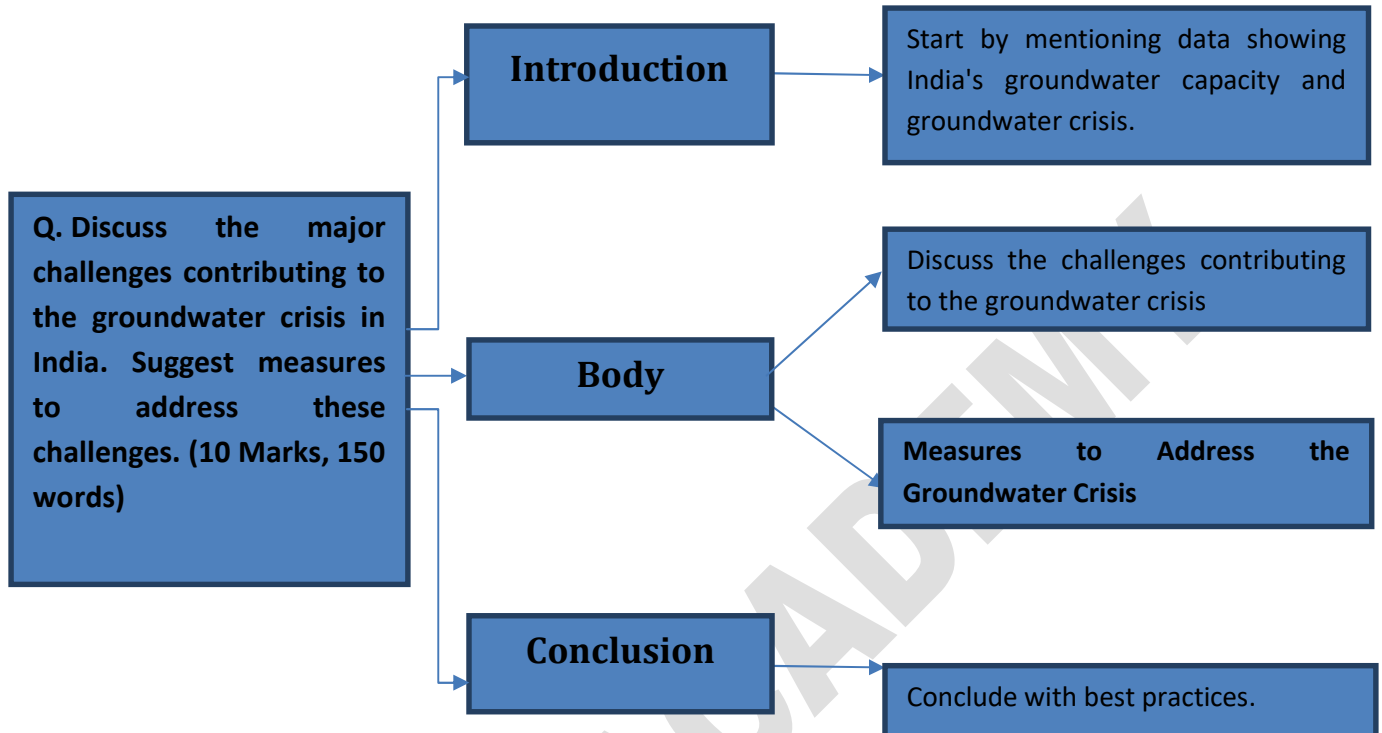 Q. Discuss the major
challenges contributing to
the groundwater crisis in
India. Suggest measures
to address these
challenges. (10 Marks, 150
words)
Introduction
Start by mentioning data showing
India's groundwater capacity and
groundwater crisis.
Body
Discuss the challenges contributing
to the groundwater crisis
Measures to Address the
Groundwater Crisis
Conclusion
Conclude with best practices.
CADEMY